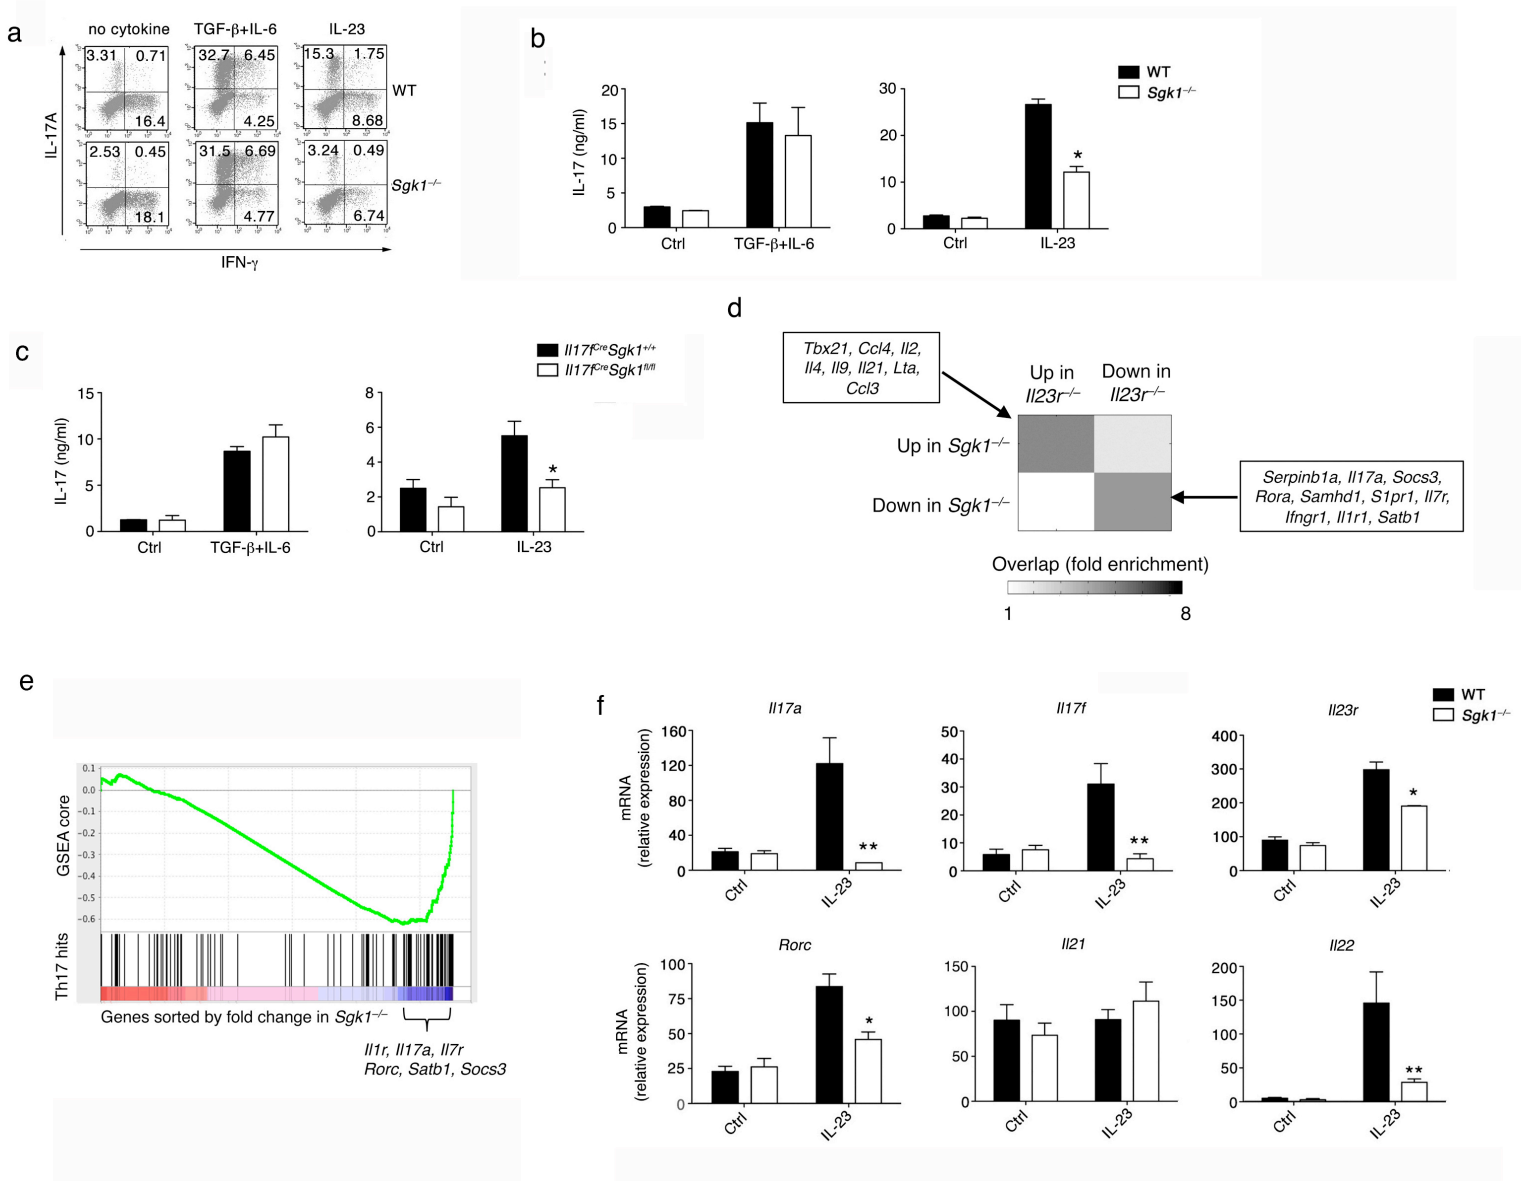 a
no cytokine TGF-β+IL-6 IL-23
3.31 0.71 32.7 6.45 15.3 1.75
WT
16.4 4.25 8.68
IL-17A
2.53 0.45 31.5 6.69 3.24 0.49
Sgk1–/–
18.1 4.77 6.74
IFN-γ
b
WT
Sgk1–/–
IL-17 (ng/ml)
20
15
10
5
0
Ctrl TGF-β+IL-6
30
20
10
0
*
Ctrl IL-23
c
Il17fCreSgk1+/+
Il17fCreSgk1fl/fl
IL-17 (ng/ml)
15
10
5
0
Ctrl TGF-β+IL-6
8
6
4
2
0
*
Ctrl IL-23
d
Tbx21, Ccl4, Il2,
Il4, Il9, Il21, Lta,
Ccl3
Up in Down in
Il23r–/– Il23r–/–
Up in Sgk1–/–
Down in Sgk1–/–
Serpinb1a, Il17a, Socs3,
Rora, Samhd1, S1pr1, Il7r,
Ifngr1, Il1r1, Satb1
Overlap (fold enrichment)
1 8
e
GSEA core
0.1
0.0
-0.1
-0.2
-0.3
-0.4
-0.5
-0.6
Th17 hits
Genes sorted by fold change in Sgk1–/–
Il1r, Il17a, Il7r
Rorc, Satb1, Socs3
f
WT
Sgk1–/–
mRNA
(relative expression)
Il17a
160
120
80
40
0
**
Ctrl IL-23
Il17f
50
40
30
20
10
0
**
Ctrl IL-23
Il23r
400
300
200
100
0
*
Ctrl IL-23
mRNA
(relative expression)
Rorc
100
75
50
25
0
*
Ctrl IL-23
Il21
150
100
50
0
Ctrl IL-23
Il22
200
150
100
50
0
**
Ctrl IL-23